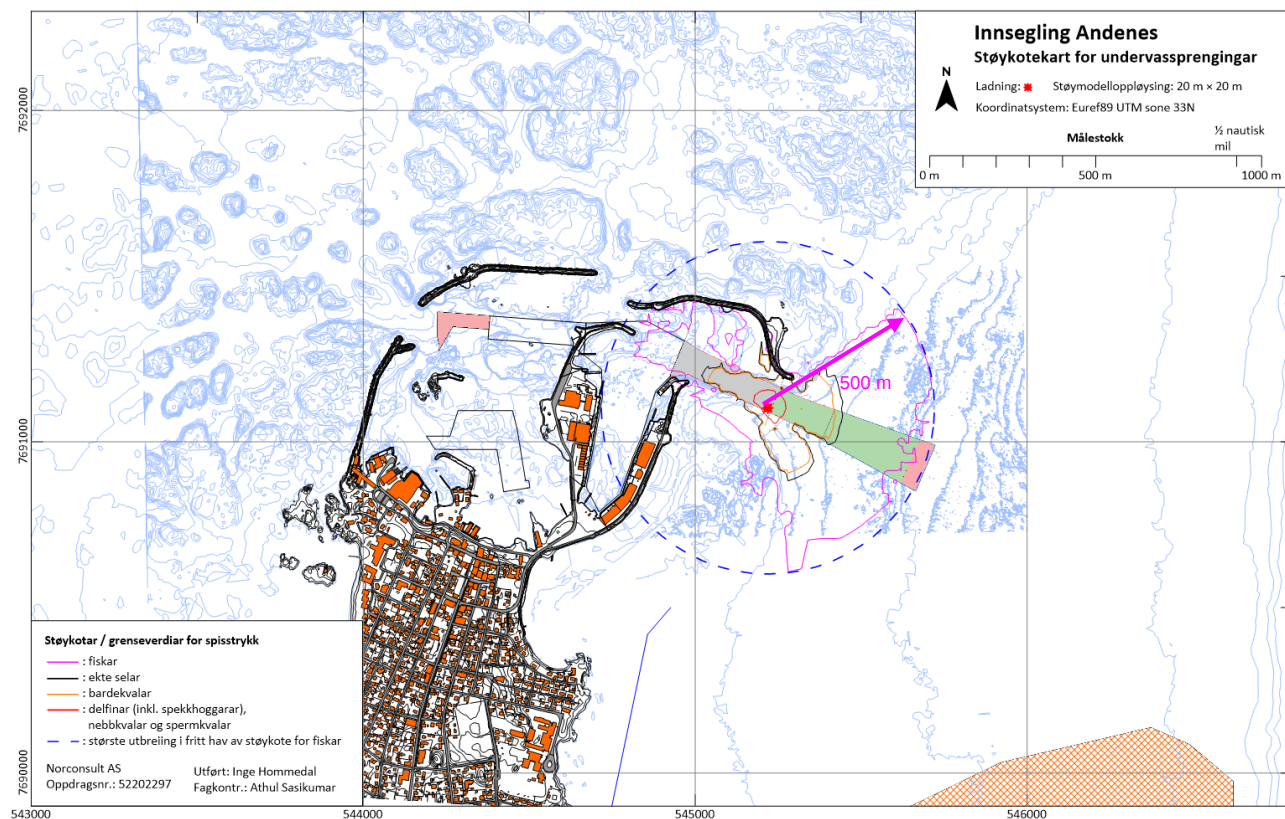 Innsegling Andenes
Støykotekart for undervassprengingar
N
Ladning: Støymodelloppløysing: 20 m × 20 m
Koordinatsystem: Euref89 UTM sone 33N
Målestokk
½ nautisk
mil
0 m 500 m 1000 m
7692000
7691000
7690000
500 m
Støykotar / grenseverdiar for spisstrykk
: fiskar
: ekte selar
: bardekvalar
: delfinar (inkl. spekkhoggarar),
nebbkvalar og spermkvalar
: største utbreiing i fritt hav av støykote for fiskar
Norconsult AS
Oppdragsnr.: 52202297
Utført: Inge Hommedal
Fagkontr.: Athul Sasikumar
543000 544000 545000 546000